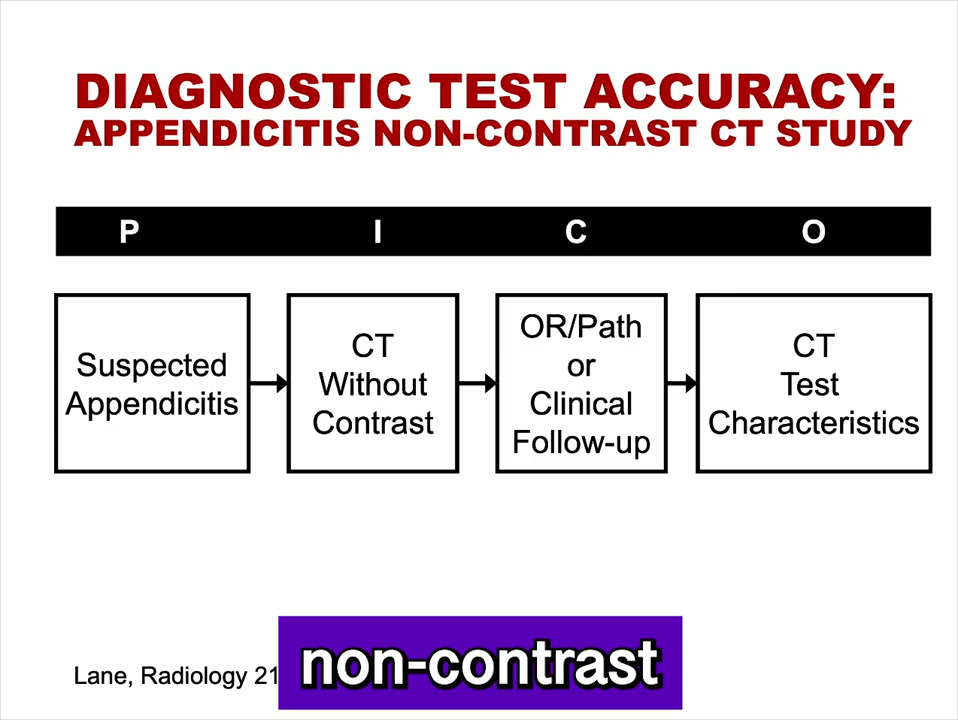 DIAGNOSTIC TEST ACCURACY:
APPENDICITIS NON-CONTRAST CT STUDY
P I C O
Suspected
Appendicitis
CT
Without
Contrast
OR/Path
or
Clinical
Follow-up
CT
Test
Characteristics
Lane, Radiology 21
non-contrast